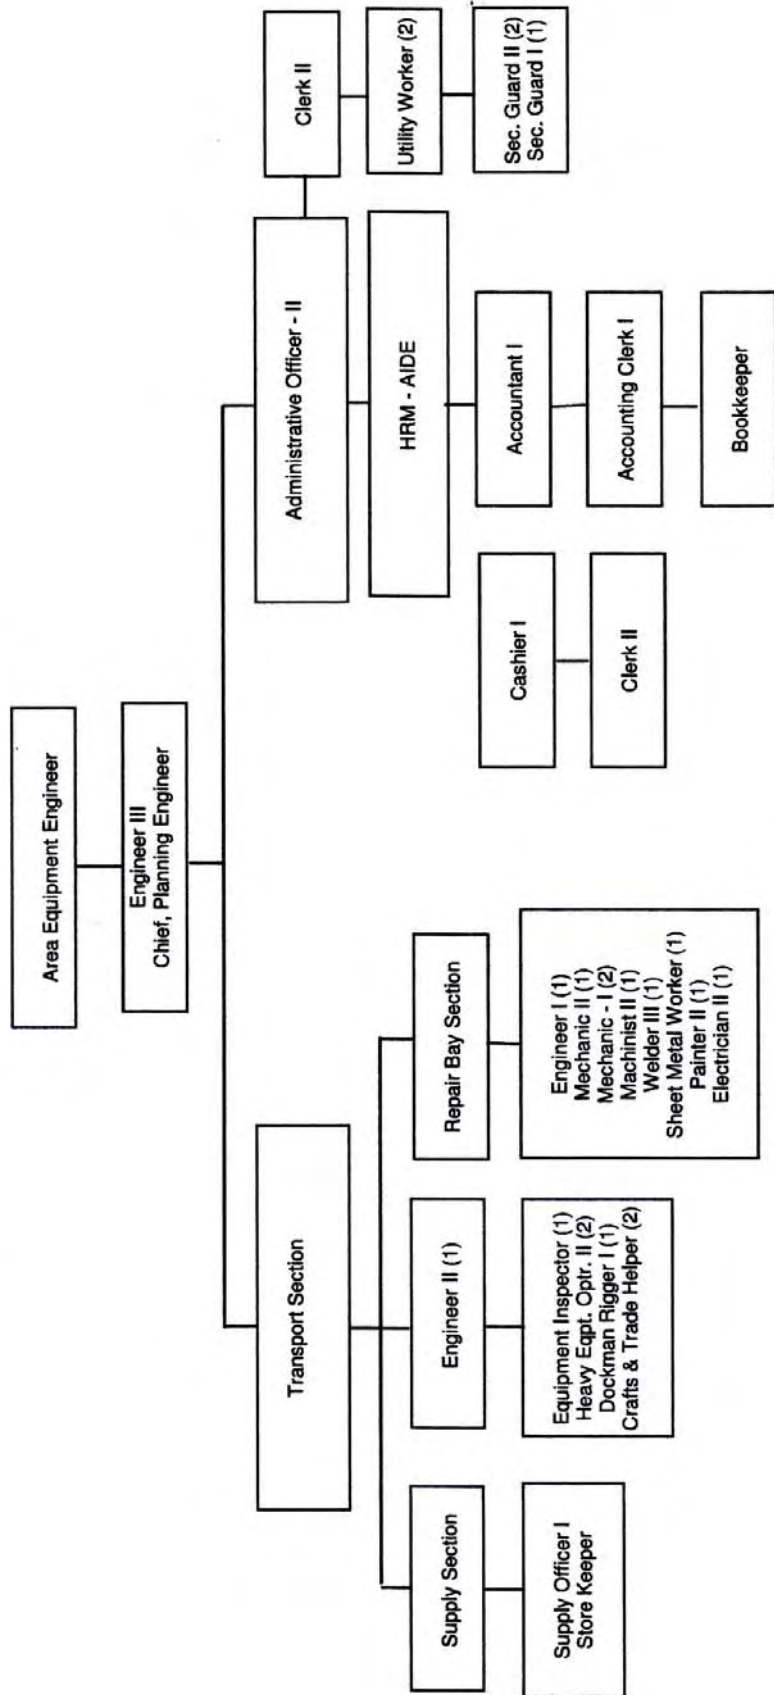 Area Equipment Engineer
Engineer III
Chief, Planning Engineer
Transport Section
Administrative Officer - II
Clerk II
Supply Section
Engineer II (1)
Repair Bay Section
HRM - AIDE
Utility Worker (2)
Supply Officer I
Store Keeper
Equipment Inspector (1)
Heavy Eqpt. Optr. II (2)
Dockman Rigger I (1)
Crafts & Trade Helper (2)
Engineer I (1)
Mechanic II (1)
Mechanic - I (2)
Machinist II (1)
Welder III (1)
Sheet Metal Worker (1)
Painter II (1)
Electrician II (1)
Cashier I
Clerk II
Accountant I
Accounting Clerk I
Bookkeeper
Sec. Guard II (2)
Sec. Guard I (1)